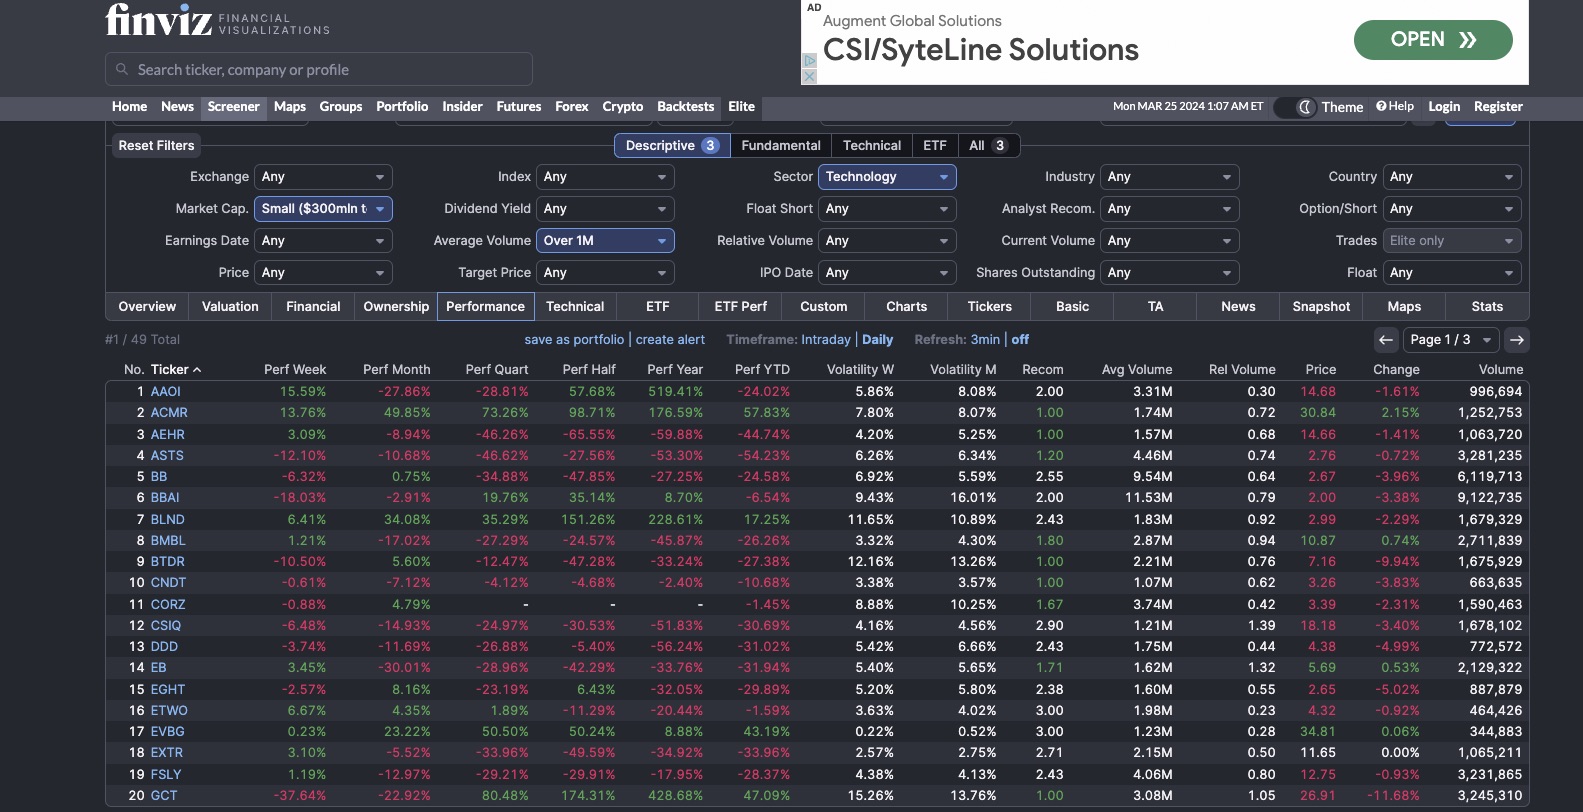 finviz FINANCIAL VISUALIZATIONS
AD
Augment Global Solutions
CSI/SyteLine Solutions
OPEN
Search ticker, company or profile
Home News Screener Maps Groups Portfolio Insider Futures Forex Crypto Backtests Elite Mon MAR 25 2024 1:07 AM ET Theme Help Login Register
Reset Filters Descriptive 3 Fundamental Technical ETF All 3
Exchange Any Index Any Sector Technology Industry Any Country Any
Market Cap. Small ($300mln t Dividend Yield Any Float Short Any Analyst Recom. Any Option/Short Any
Earnings Date Any Average Volume Over 1M Relative Volume Any Current Volume Any Trades Elite only
Price Any Target Price Any IPO Date Any Shares Outstanding Any Float Any
Overview Valuation Financial Ownership Performance Technical ETF ETF Perf Custom Charts Tickers Basic TA News Snapshot Maps Stats
#1 / 49 Total save as portfolio | create alert Timeframe: Intraday | Daily Refresh: 3min | off Page 1 / 3
No. Ticker Perf Week Perf Month Perf Quart Perf Half Perf Year Perf YTD Volatility W Volatility M Recom Avg Volume Rel Volume Price Change Volume
1 AAOI 15.59% -27.86% -28.81% 57.68% 519.41% -24.02% 5.86% 8.08% 2.00 3.31M 0.30 14.68 -1.61% 996,694
2 ACMR 13.76% 49.85% 73.26% 98.71% 176.59% 57.83% 7.80% 8.07% 1.00 1.74M 0.72 30.84 2.15% 1,252,753
3 AEHR 3.09% -8.94% -46.26% -65.55% -59.88% -44.74% 4.20% 5.25% 1.00 1.57M 0.68 14.66 -1.41% 1,063,720
4 ASTS -12.10% -10.68% -46.62% -27.56% -53.30% -54.23% 6.26% 6.34% 1.20 4.46M 0.74 2.76 -0.72% 3,281,235
5 BB -6.32% 0.75% -34.88% -47.85% -27.25% -24.58% 6.92% 5.59% 2.55 9.54M 0.64 2.67 -3.96% 6,119,713
6 BBAI -18.03% -2.91% 19.76% 35.14% 8.70% -6.54% 9.43% 16.01% 2.00 11.53M 0.79 2.00 -3.38% 9,122,735
7 BLND 6.41% 34.08% 35.29% 151.26% 228.61% 17.25% 11.65% 10.89% 2.43 1.83M 0.92 2.99 -2.29% 1,679,329
8 BMBL 1.21% -17.02% -27.29% -24.57% -45.87% -26.26% 3.32% 4.30% 1.80 2.87M 0.94 10.87 0.74% 2,711,839
9 BTDR -10.50% 5.60% -12.47% -47.28% -33.24% -27.38% 12.16% 13.26% 1.00 2.21M 0.76 7.16 -9.94% 1,675,929
10 CNDT -0.61% -7.12% -4.12% -4.68% -2.40% -10.68% 3.38% 3.57% 1.00 1.07M 0.62 3.26 -3.83% 663,635
11 CORZ -0.88% 4.79% - - - -1.45% 8.88% 10.25% 1.67 3.74M 0.42 3.39 -2.31% 1,590,463
12 CSIQ -6.48% -14.93% -24.97% -30.53% -51.83% -30.69% 4.16% 4.56% 2.90 1.21M 1.39 18.18 -3.40% 1,678,102
13 DDD -3.74% -11.69% -26.88% -5.40% -56.24% -31.02% 5.42% 6.66% 2.43 1.75M 0.44 4.38 -4.99% 772,572
14 EB 3.45% -30.01% -28.96% -42.29% -33.76% -31.94% 5.40% 5.65% 1.71 1.62M 1.32 5.69 0.53% 2,129,322
15 EGHT -2.57% 8.16% -23.19% 6.43% -32.05% -29.89% 5.20% 5.80% 2.38 1.60M 0.55 2.65 -5.02% 887,879
16 ETWO 6.67% 4.35% 1.89% -11.29% -20.44% -1.59% 3.63% 4.02% 3.00 1.98M 0.23 4.32 -0.92% 464,426
17 EVBG 0.23% 23.22% 50.50% 50.24% 8.88% 43.19% 0.22% 0.52% 3.00 1.23M 0.28 34.81 0.06% 344,883
18 EXTR 3.10% -5.52% -33.96% -49.59% -34.92% -33.96% 2.57% 2.75% 2.71 2.15M 0.50 11.65 0.00% 1,065,211
19 FSLY 1.19% -12.97% -29.21% -29.91% -17.95% -28.37% 4.38% 4.13% 2.43 4.06M 0.80 12.75 -0.93% 3,231,865
20 GCT -37.64% -22.92% 80.48% 174.31% 428.68% 47.09% 15.26% 13.76% 1.00 3.08M 1.05 26.91 -11.68% 3,245,310